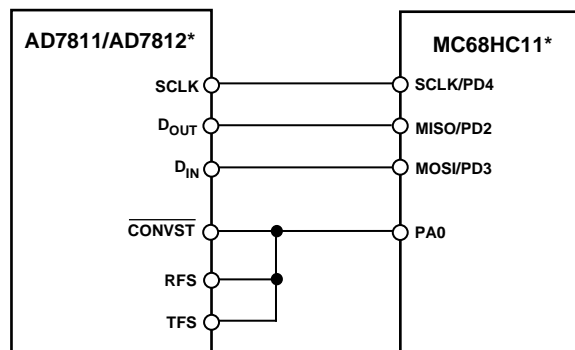 AD7811/AD7812*
MC68HC11*
SCLK
SCLK/PD4
DOUT
MISO/PD2
DIN
MOSI/PD3
CONVST
PA0
RFS
TFS